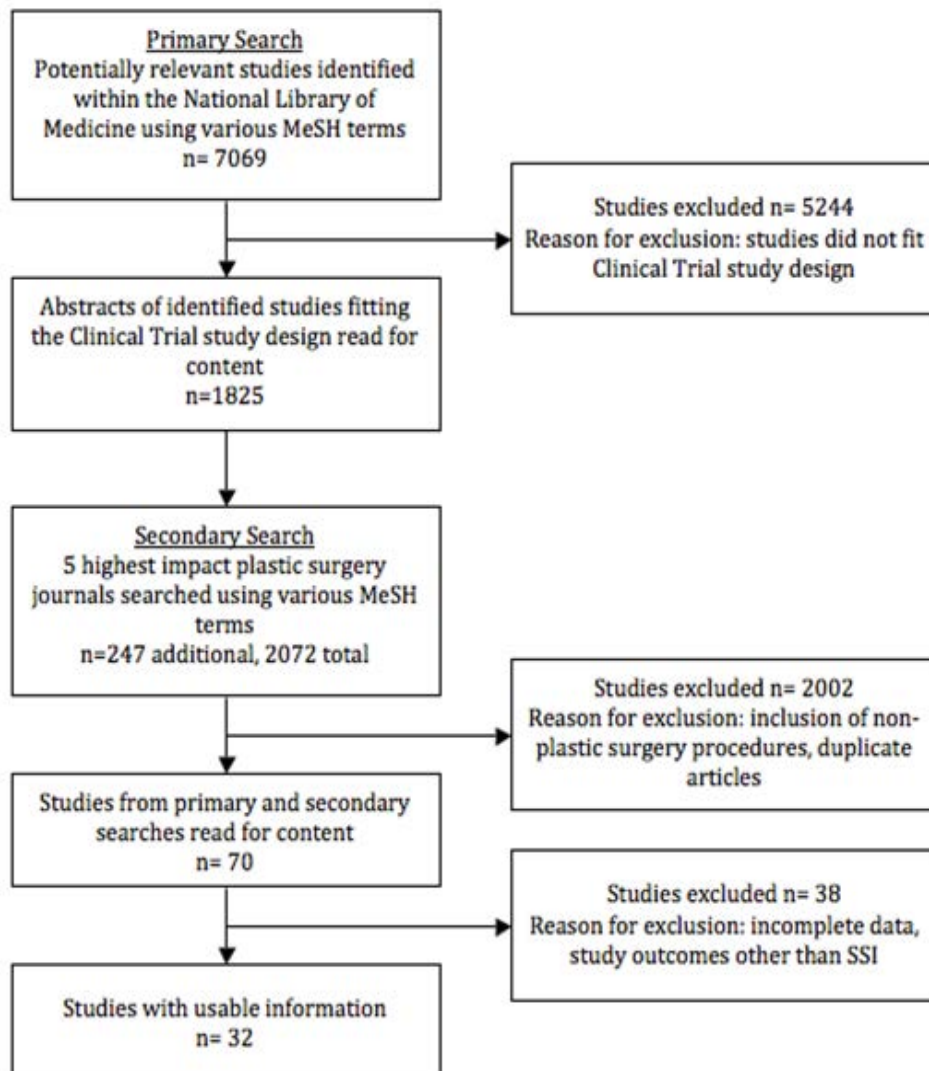 Primary Search
Potentially relevant studies identified
within the National Library of
Medicine using various MeSH terms
n= 7069
Studies excluded n= 5244
Reason for exclusion: studies did not fit
Clinical Trial study design
Abstracts of identified studies fitting
the Clinical Trial study design read for
content
n=1825
Secondary Search
5 highest impact plastic surgery
journals searched using various MeSH
terms
n=247 additional, 2072 total
Studies excluded n= 2002
Reason for exclusion: inclusion of non-
plastic surgery procedures, duplicate
articles
Studies from primary and secondary
searches read for content
n= 70
Studies excluded n= 38
Reason for exclusion: incomplete data,
study outcomes other than SSI
Studies with usable information
n= 32